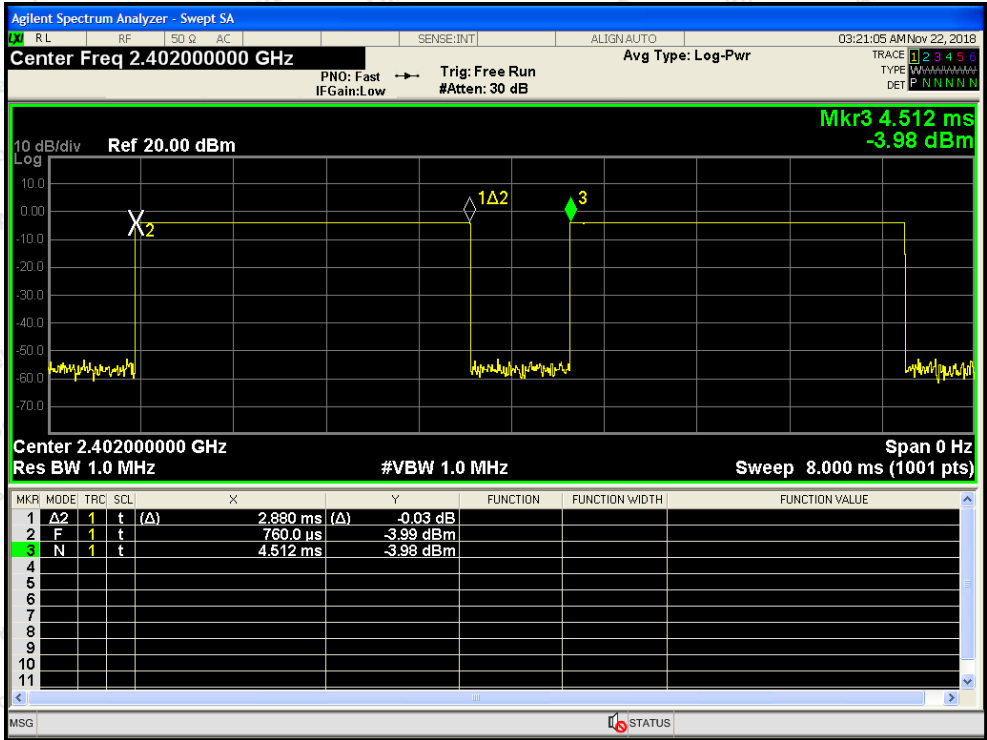 Agilent Spectrum Analyzer - Swept SA
LXI RL RF 50 Ω AC SENSE:INT ALIGN AUTO 03:21:05 AM Nov 22, 2018
Center Freq 2.402000000 GHz
PNO: Fast
IFGain:Low
Trig: Free Run
#Atten: 30 dB
Avg Type: Log-Pwr
TRACE 1 2 3 4 5 6
TYPE
DET P N N N N N
Mkr3 4.512 ms
-3.98 dBm
10 dB/div Ref 20.00 dBm
Log
10.0
0.00
-10.0
-20.0
-30.0
-40.0
-50.0
-60.0
-70.0
2
1Δ2
3
Center 2.402000000 GHz Span 0 Hz
Res BW 1.0 MHz #VBW 1.0 MHz Sweep 8.000 ms (1001 pts)
MKR MODE TRC SCL X Y FUNCTION FUNCTION WIDTH FUNCTION VALUE
1 Δ2 1 t (Δ) 2.880 ms (Δ) -0.03 dB
2 F 1 t 760.0 µs -3.99 dBm
3 N 1 t 4.512 ms -3.98 dBm
4
5
6
7
8
9
10
11
MSG STATUS